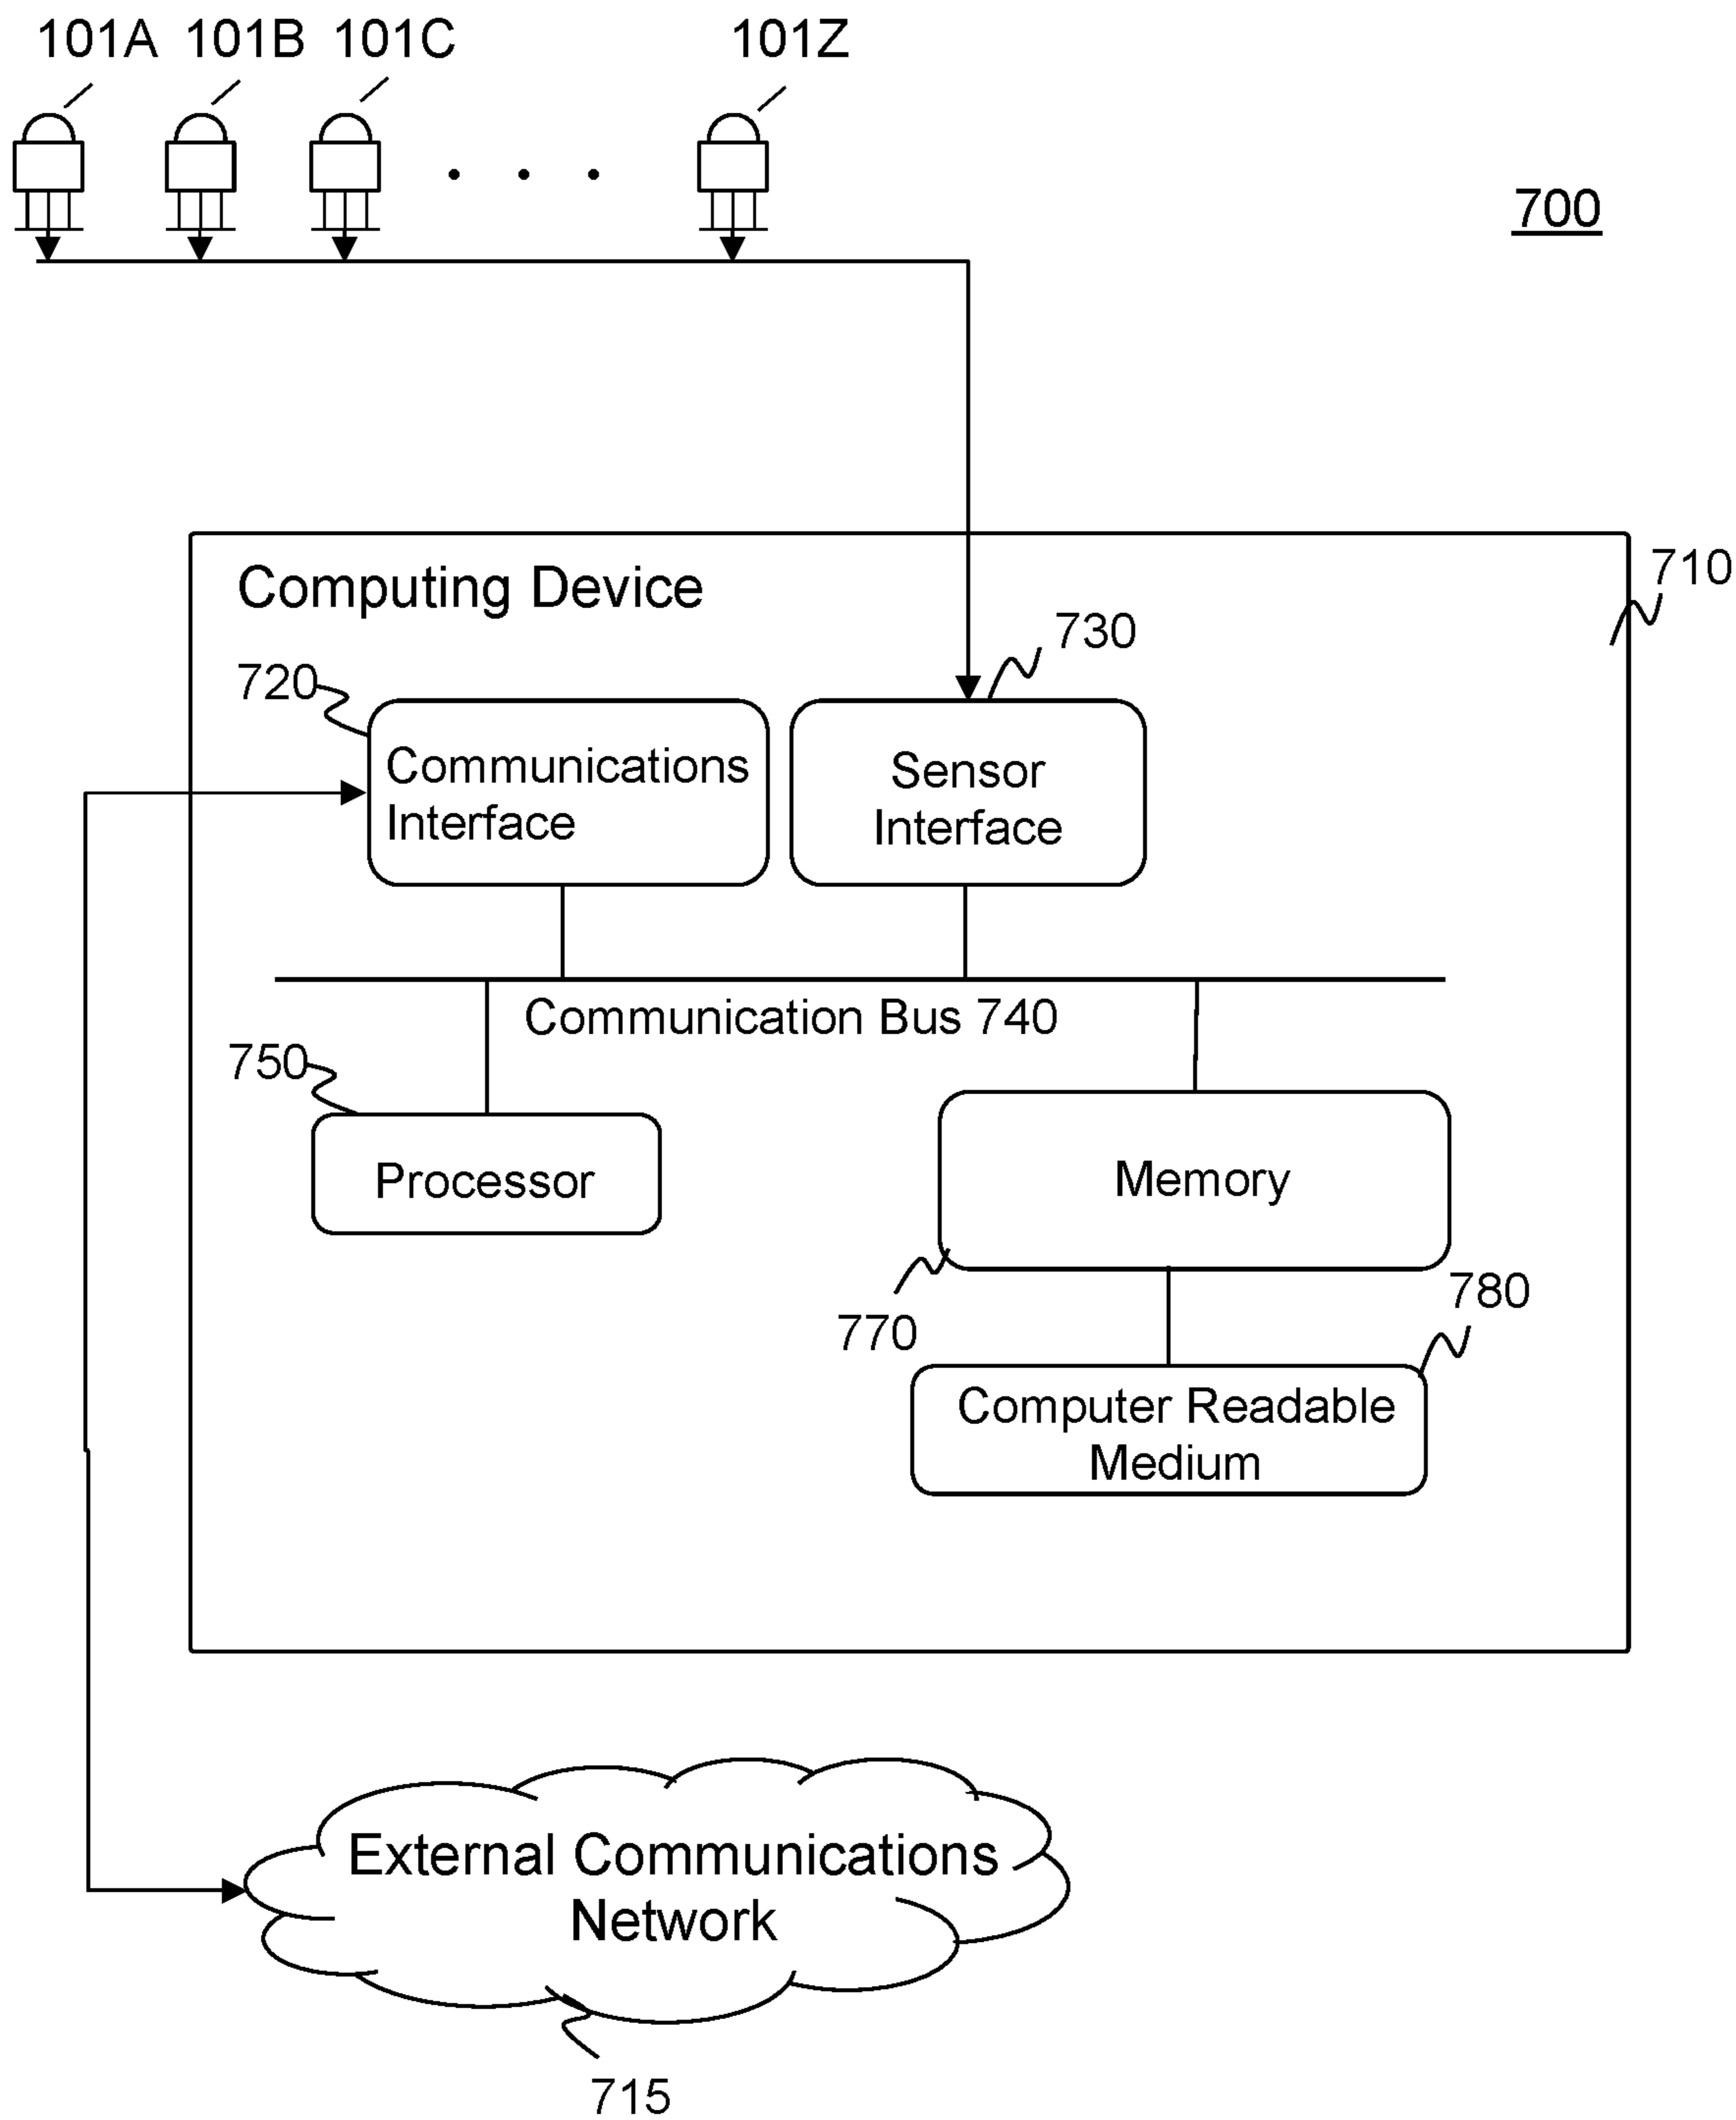 101A 101B 101C 101Z
700
Computing Device
710
730
720
Communications
Interface
Sensor
Interface
Communication Bus 740
750
Processor
Memory
770
780
Computer Readable
Medium
External Communications
Network
715